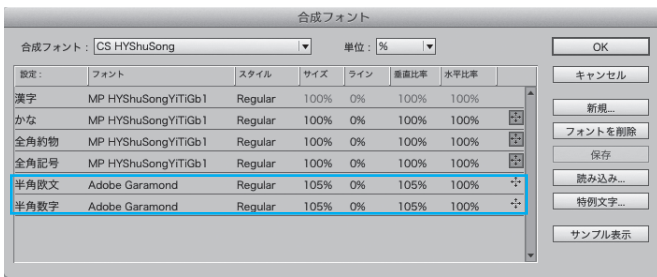 合成フォント
合成フォント： CS HYShuSong 単位： % OK
設定： フォント スタイル サイズ ライン 垂直比率 水平比率 キャンセル
漢字 MP HYShuSongYiTiGb1 Regular 100% 0% 100% 100% 新規...
かな MP HYShuSongYiTiGb1 Regular 100% 0% 100% 100% フォントを削除
全角約物 MP HYShuSongYiTiGb1 Regular 100% 0% 100% 100% 保存
全角記号 MP HYShuSongYiTiGb1 Regular 100% 0% 100% 100% 読み込み...
半角欧文 Adobe Garamond Regular 105% 0% 105% 100% 特例文字...
半角数字 Adobe Garamond Regular 105% 0% 105% 100%
サンプル表示